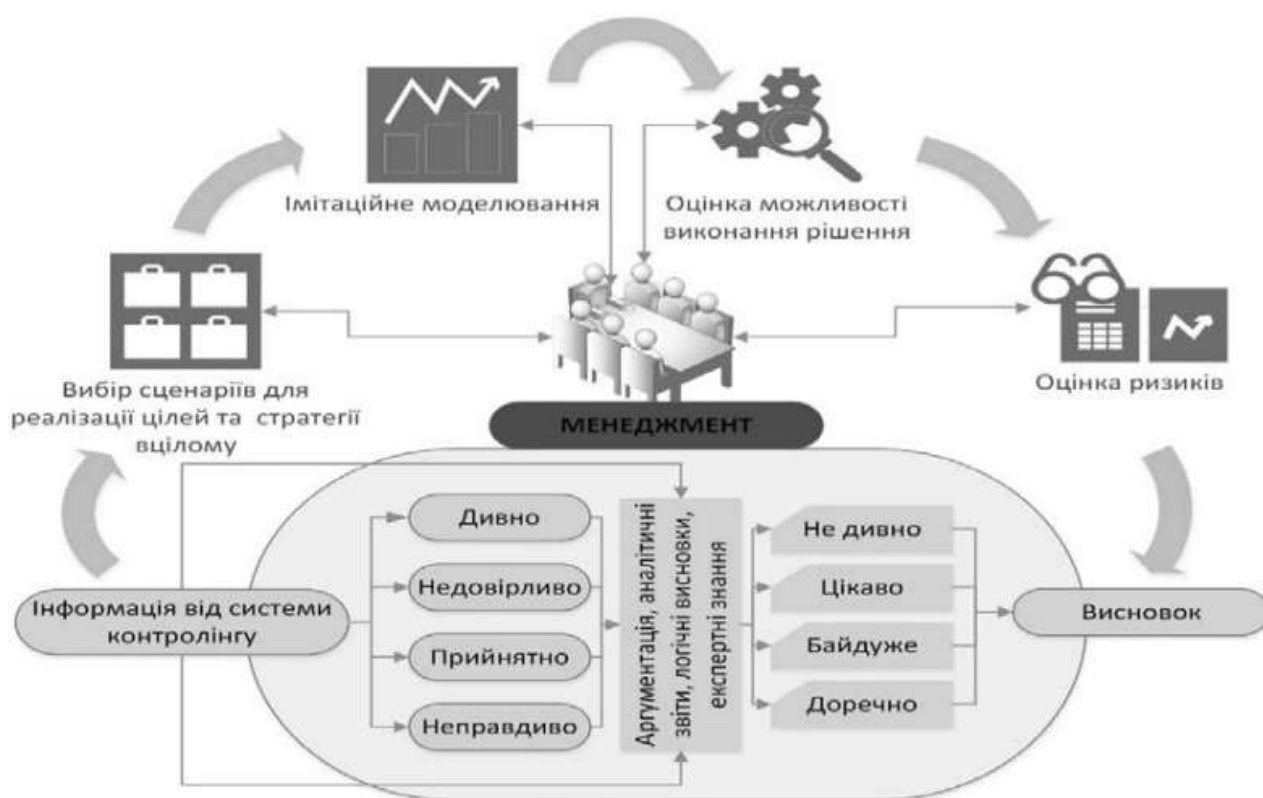 Імітаційне моделювання
Оцінка можливості
виконання рішення
Вибір сценаріїв для
реалізації цілей та стратегії
вцілому
Оцінка ризиків
МЕНЕДЖМЕНТ
Інформація від системи
контролінгу
Дивно
Недовірливо
Прийнятно
Неправдиво
Аргументація, аналітичні
звіти, логічні висновки,
експертні знання
Не дивно
Цікаво
Байдуже
Доречно
Висновок